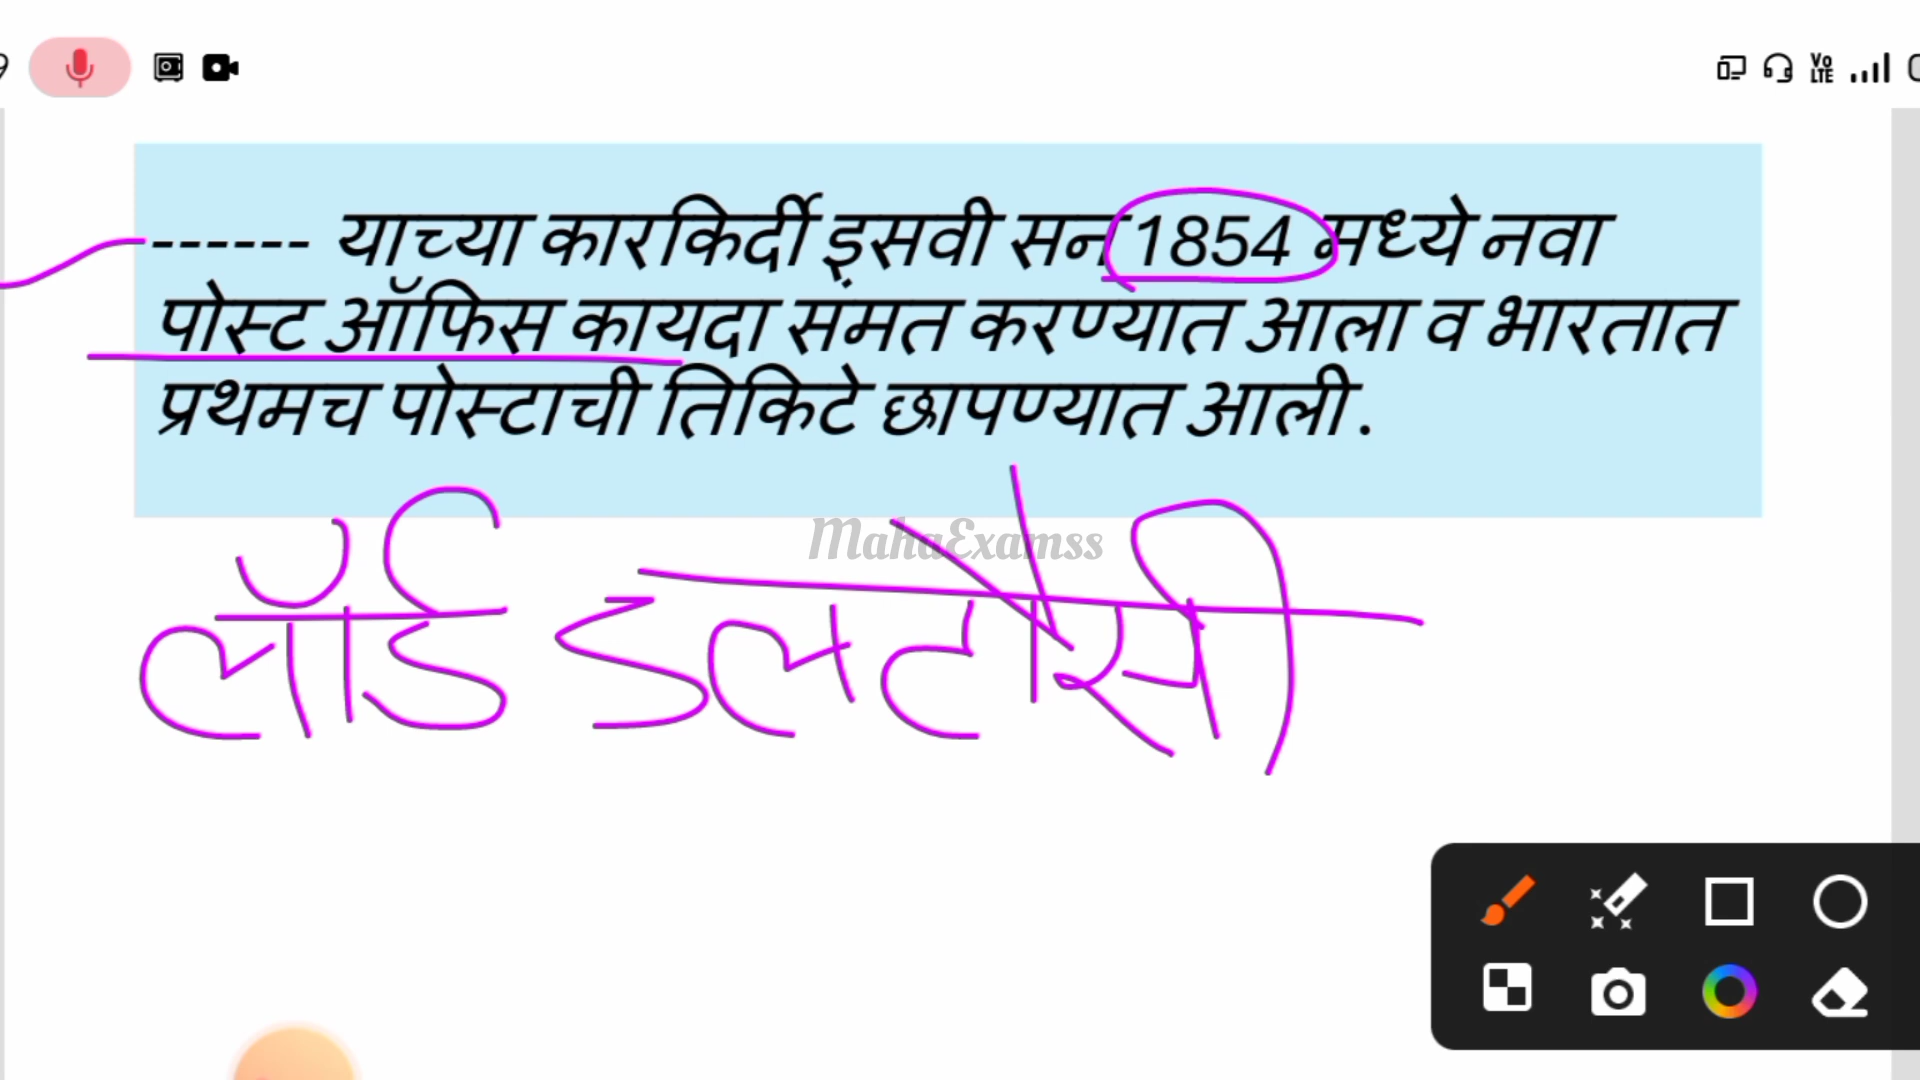 ------ याच्या कारकिर्दी इसवी सन 1854 मध्ये नवा
पोस्ट ऑफिस कायदा संमत करण्यात आला व भारतात
प्रथमच पोस्टाची तिकिटे छापण्यात आली.
MahaExamss
लॉर्ड डलहौसी